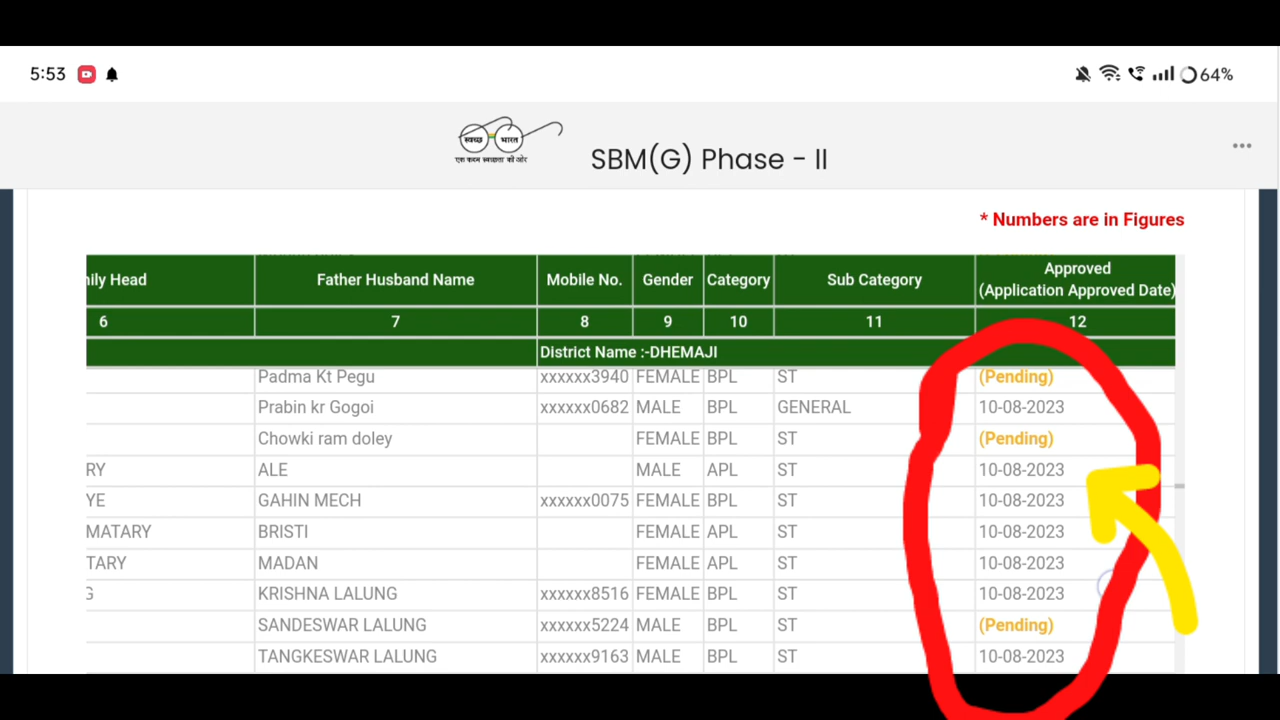 5:53 64%
स्वच्छ भारत
एक कदम स्वच्छता की ओर
SBM(G) Phase - II
* Numbers are in Figures
ily Head Father Husband Name Mobile No. Gender Category Sub Category Approved (Application Approved Date)
6 7 8 9 10 11 12
District Name :-DHEMAJI
Padma Kt Pegu xxxxxx3940 FEMALE BPL ST (Pending)
Prabin kr Gogoi xxxxxx0682 MALE BPL GENERAL 10-08-2023
Chowki ram doley FEMALE BPL ST (Pending)
RY ALE MALE APL ST 10-08-2023
YE GAHIN MECH xxxxxx0075 FEMALE BPL ST 10-08-2023
MATARY BRISTI FEMALE APL ST 10-08-2023
TARY MADAN FEMALE APL ST 10-08-2023
G KRISHNA LALUNG xxxxxx8516 FEMALE BPL ST 10-08-2023
SANDESWAR LALUNG xxxxxx5224 MALE BPL ST (Pending)
TANGKESWAR LALUNG xxxxxx9163 MALE BPL ST 10-08-2023